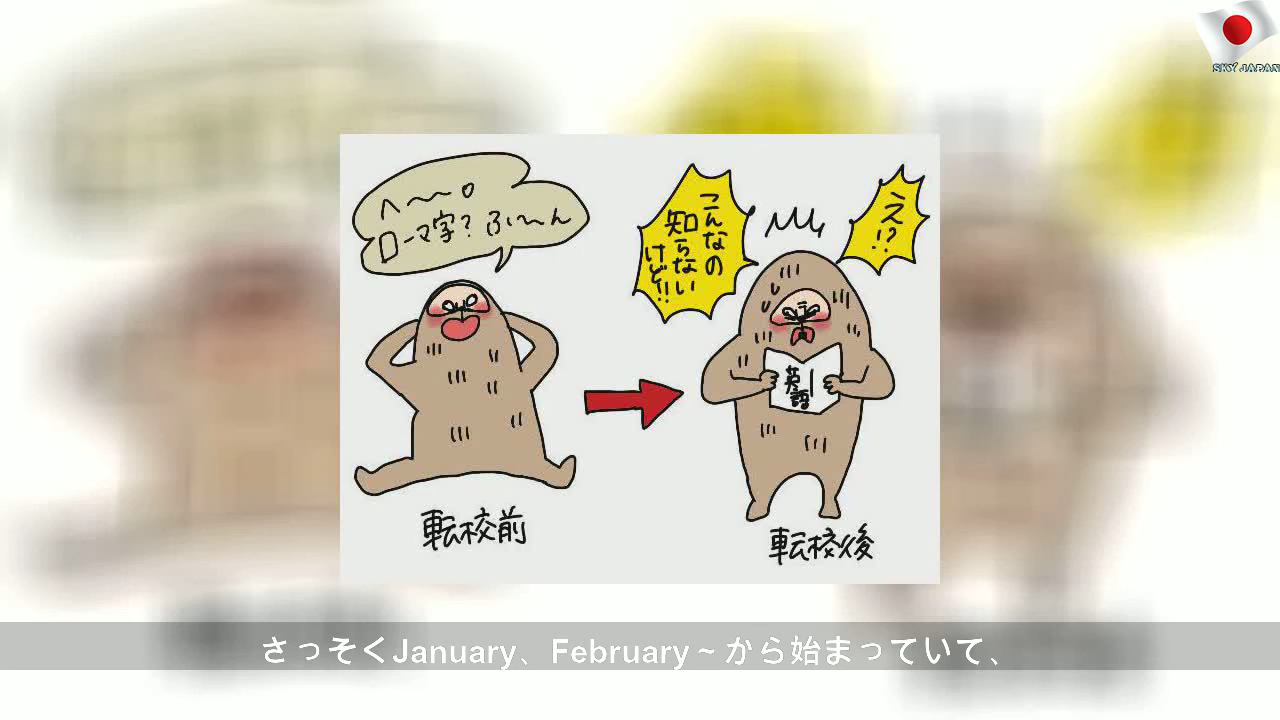 SKY JAPAN
へ〜〜。
ローマ字?ふぃ〜〜ん
こんなの
知らない
けど!!
え!?
英語
転校前
転校後
さっそくJanuary、February～から始まっていて、